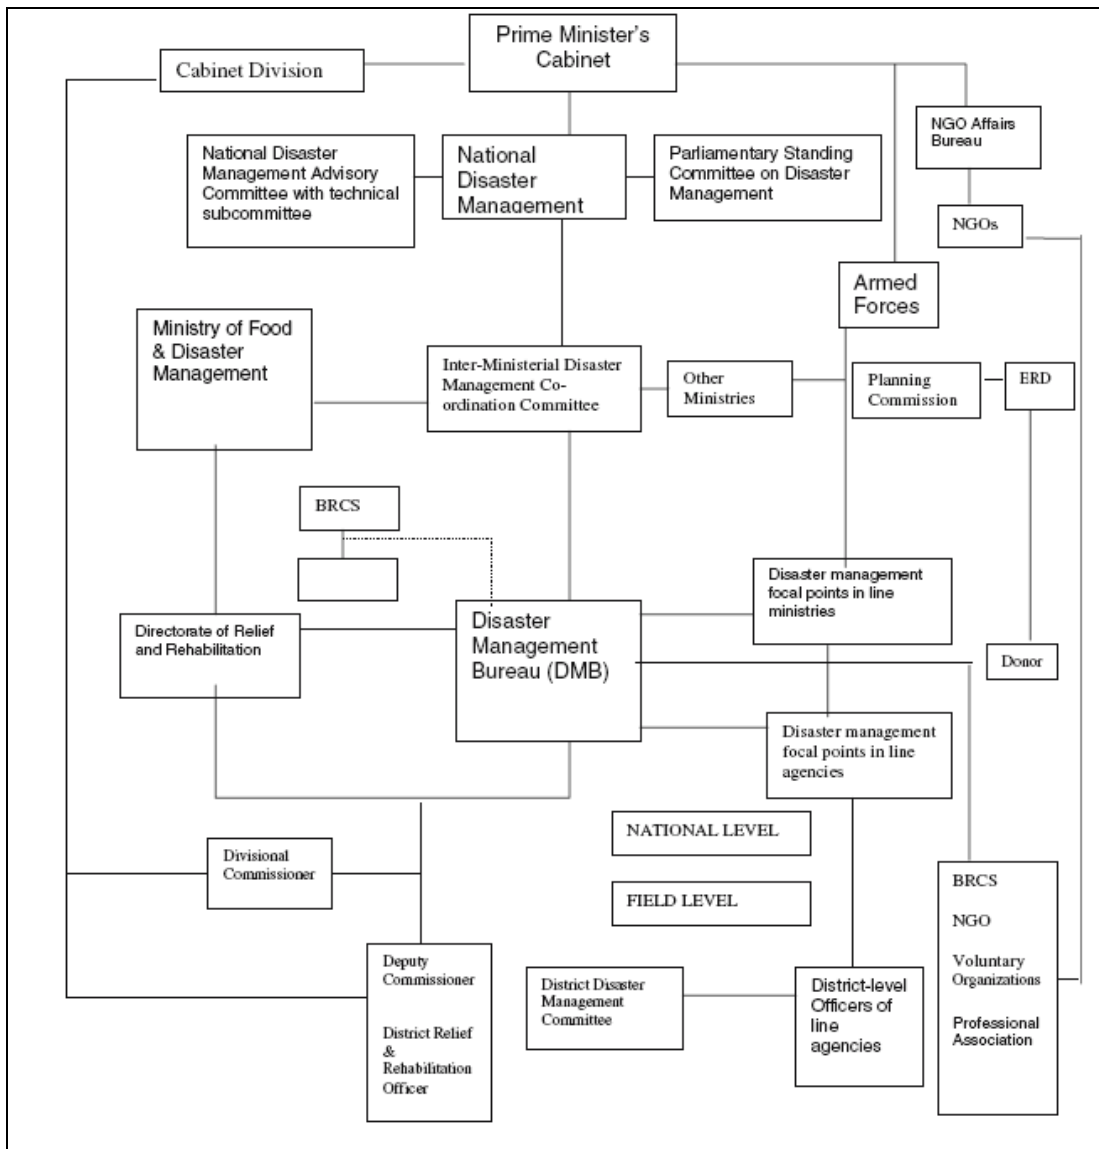 Prime Minister's
Cabinet
Cabinet Division
NGO Affairs
Bureau
National Disaster
Management Advisory
Committee with technical
subcommittee
National
Disaster
Management
Parliamentary Standing
Committee on Disaster
Management
NGOs
Armed
Forces
Ministry of Food
& Disaster
Management
Inter-Ministerial Disaster
Management Co-
ordination Committee
Other
Ministries
Planning
Commission
ERD
BRCS
Disaster management
focal points in line
ministries
Directorate of Relief
and Rehabilitation
Disaster
Management
Bureau (DMB)
Donor
Disaster management
focal points in line
agencies
NATIONAL LEVEL
Divisional
Commissioner
FIELD LEVEL
BRCS
NGO
Voluntary
Organizations
Professional
Association
Deputy
Commissioner
District Relief
&
Rehabilitation
Officer
District Disaster
Management
Committee
District-level
Officers of
line
agencies